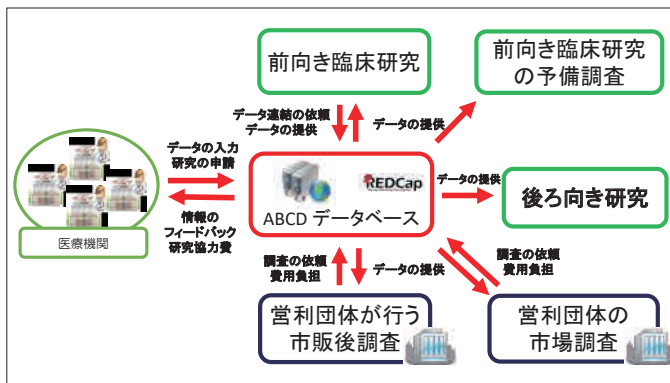 前向き臨床研究
前向き臨床研究
の予備調査
データ連結の依頼
データの提供
データの提供
データの入力
研究の申請
REDCap
ABCD データベース
データの提供
後ろ向き研究
医療機関
情報の
フィードバック
研究協力費
調査の依頼
費用負担
データの提供
調査の依頼
費用負担
営利団体が行う
市販後調査
営利団体の
市場調査